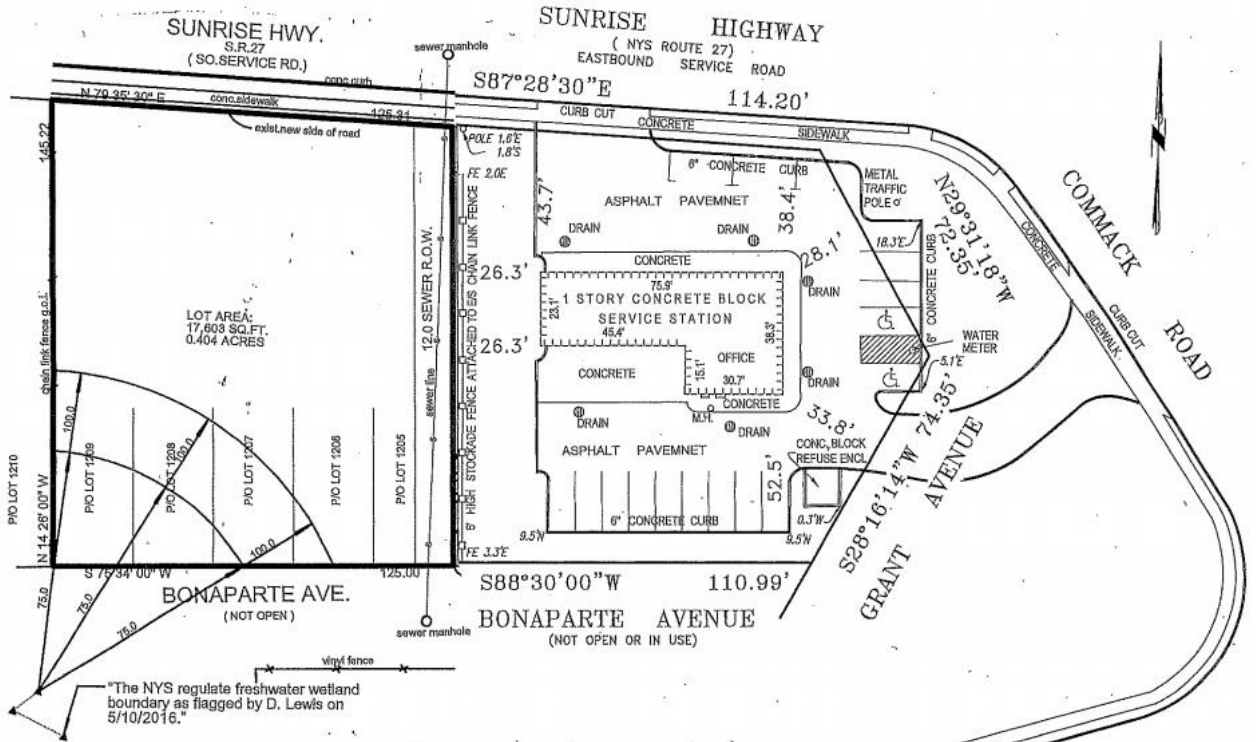 SUNRISE HWY.
S.R.27
( SO.SERVICE RD.)
sewer manhole
SUNRISE HIGHWAY
( NYS ROUTE 27)
EASTBOUND SERVICE ROAD
conc.curb
N 79 35' 30" E
conc.sidewalk
125.31
exist.new side of road
S87°28'30"E
114.20'
CURB CUT
CONCRETE
SIDEWALK
POLE 1.6'E
1.8'S
FE 2.0E
6" CONCRETE CURB
METAL
TRAFFIC
POLE
ASPHALT PAVEMNET
43.7'
38.4'
DRAIN
DRAIN
18.3'E
N29°31'18"W
72.35'
COMMACK
ROAD
CONCRETE
SIDEWALK
CURB CUT
145.22
chain link fence g.o.l.
N 14 26' 00" W
P/O LOT 1210
LOT AREA:
17,603 SQ.FT.
0.404 ACRES
12.0 SEWER R.O.W.
sewer line
6' HIGH STOCKADE FENCE ATTACHED TO E/S CHAIN LINK FENCE
26.3'
26.3'
CONCRETE
28.1'
75.9'
23.1'
1 STORY CONCRETE BLOCK
SERVICE STATION
45.4'
38.3'
OFFICE
15.1'
30.7'
CONCRETE
CONCRETE
M.H.
DRAIN
DRAIN
DRAIN
DRAIN
6" CONCRETE CURB
WATER
METER
5.1'E
33.8'
CONC. BLOCK
REFUSE ENCL.
ASPHALT PAVEMNET
52.5'
6" CONCRETE CURB
9.5'N
9.5'N
0.3'W
S28°16'14"W 74.35'
GRANT AVENUE
100.0
100.0
100.0
P/O LOT 1209
P/O LOT 1208
P/O LOT 1207
P/O LOT 1206
P/O LOT 1205
FE 3.3'E
S 75 34' 00" W
125.00
BONAPARTE AVE.
( NOT OPEN )
S88°30'00"W
110.99'
BONAPARTE AVENUE
(NOT OPEN OR IN USE)
75.0
75.0
75.0
sewer manhole
vinyl fence
"The NYS regulate freshwater wetland
boundary as flagged by D. Lewis on
5/10/2016."